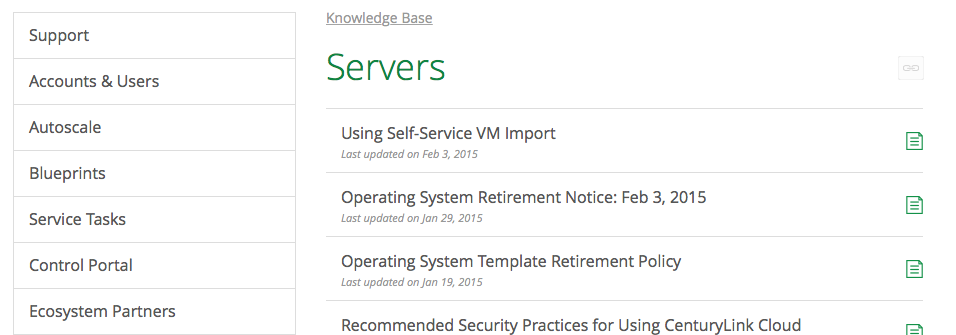 Support
Accounts & Users
Autoscale
Blueprints
Service Tasks
Control Portal
Ecosystem Partners
Knowledge Base
Servers
Using Self-Service VM Import
Last updated on Feb 3, 2015
Operating System Retirement Notice: Feb 3, 2015
Last updated on Jan 29, 2015
Operating System Template Retirement Policy
Last updated on Jan 19, 2015
Recommended Security Practices for Using CenturyLink Cloud